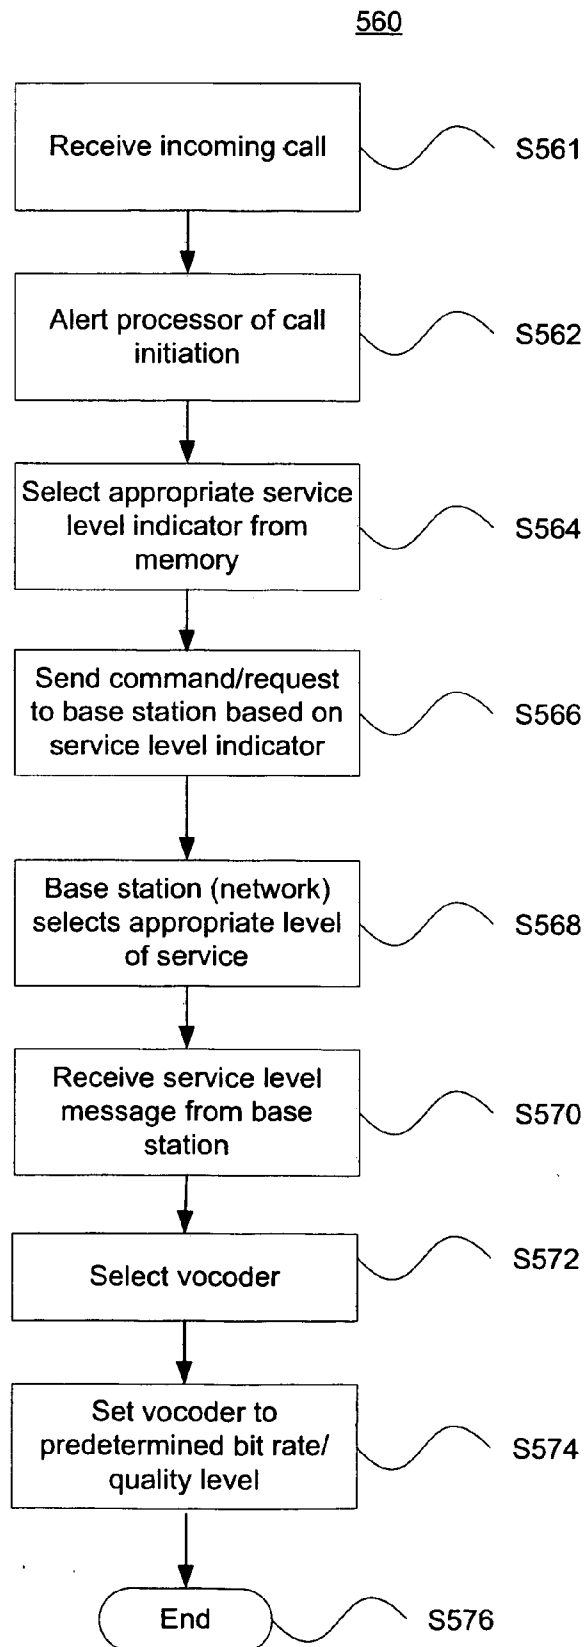 560
Receive incoming call
S561
Alert processor of call
initiation
S562
Select appropriate service
level indicator from
memory
S564
Send command/request
to base station based on
service level indicator
S566
Base station (network)
selects appropriate level
of service
S568
Receive service level
message from base
station
S570
Select vocoder
S572
Set vocoder to
predetermined bit rate/
quality level
S574
End
S576